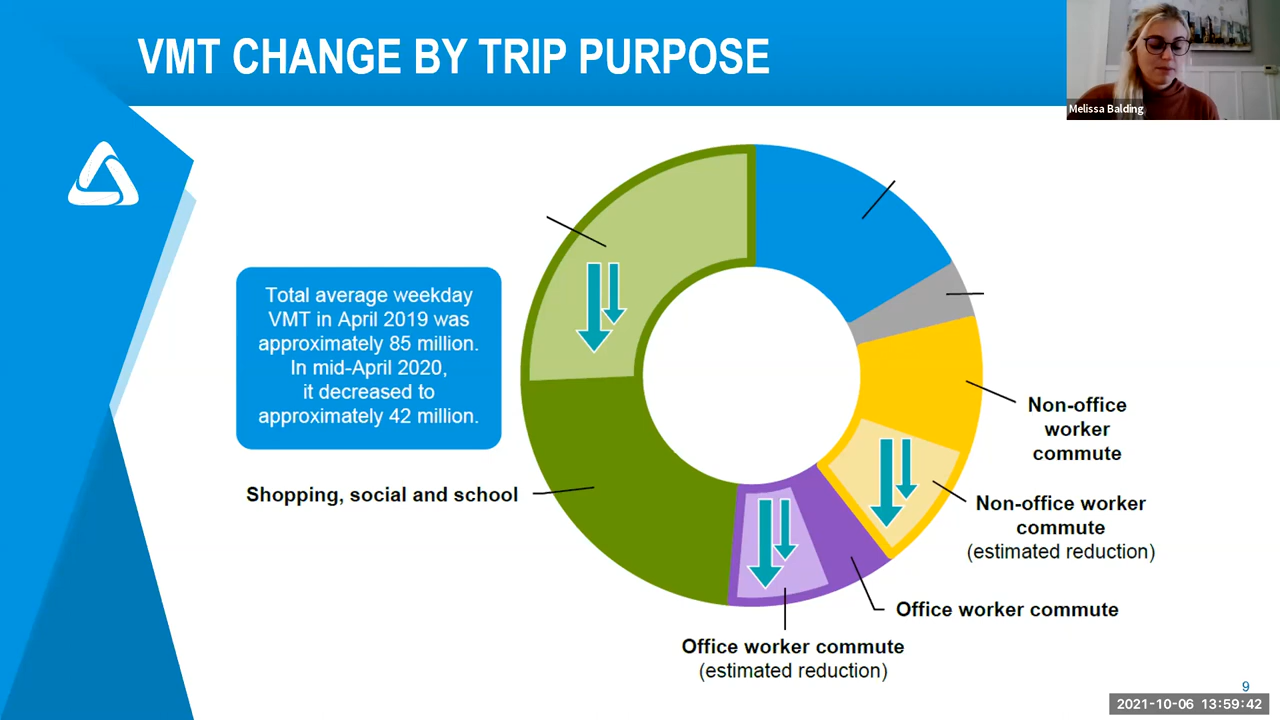 VMT CHANGE BY TRIP PURPOSE
Melissa Balding
Total average weekday
VMT in April 2019 was
approximately 85 million.
In mid-April 2020,
it decreased to
approximately 42 million.
Non-office
worker
commute
Shopping, social and school
Non-office worker
commute
(estimated reduction)
Office worker commute
Office worker commute
(estimated reduction)
9
2021-10-06 13:59:42